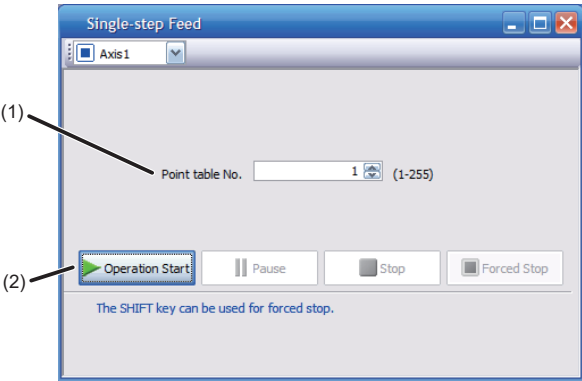 Single-step Feed
Axis1
(1)
Point table No. 1 (1-255)
(2)
Operation Start Pause Stop Forced Stop
The SHIFT key can be used for forced stop.